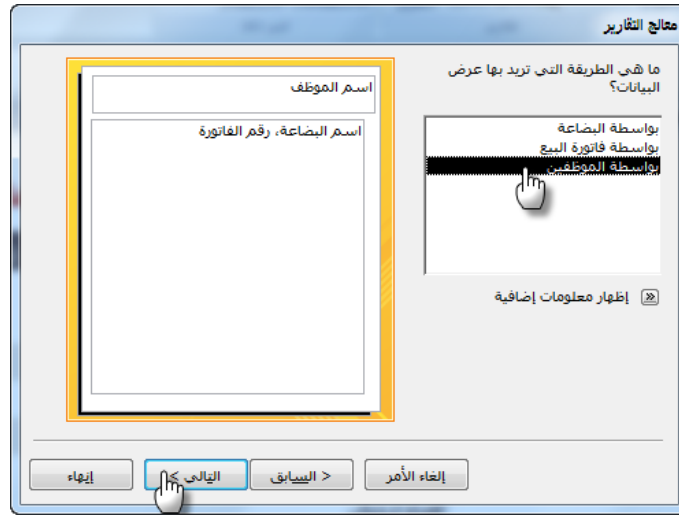 معالج التقارير
ما هي الطريقة التي تريد بها عرض
البيانات؟
بواسطة البضاعة
بواسطة فاتورة البيع
بواسطة الموظفين
إظهار معلومات إضافية
اسم الموظف
اسم البضاعة، رقم الفاتورة
إلغاء الأمر
< السابق
التالي >
إنهاء